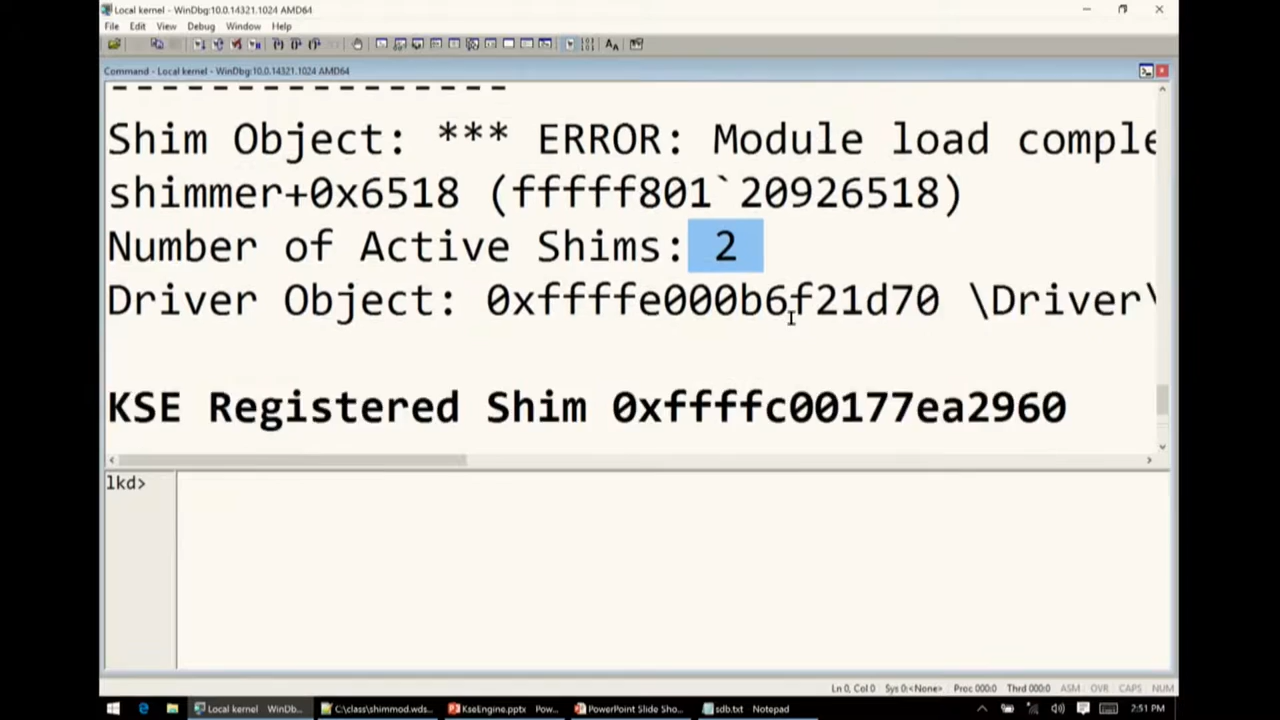 Local kernel - WinDbg:10.0.14321.1024 AMD64
File Edit View Debug Window Help
Command - Local kernel - WinDbg:10.0.14321.1024 AMD64
----------------
Shim Object: *** ERROR: Module load comple
shimmer+0x6518 (fffff801`20926518)
Number of Active Shims: 2
Driver Object: 0xffffe000b6f21d70 \Driver\
KSE Registered Shim 0xffffc00177ea2960
lkd>
Ln 0, Col 0 Sys 0:<None> Proc 000:0 Thrd 000:0 ASM OVR CAPS NUM
Local kernel WinDb... C:\class\shimmod.wds... KseEngine.pptx Pow... PowerPoint Slide Sho... sdb.txt Notepad 2:51 PM